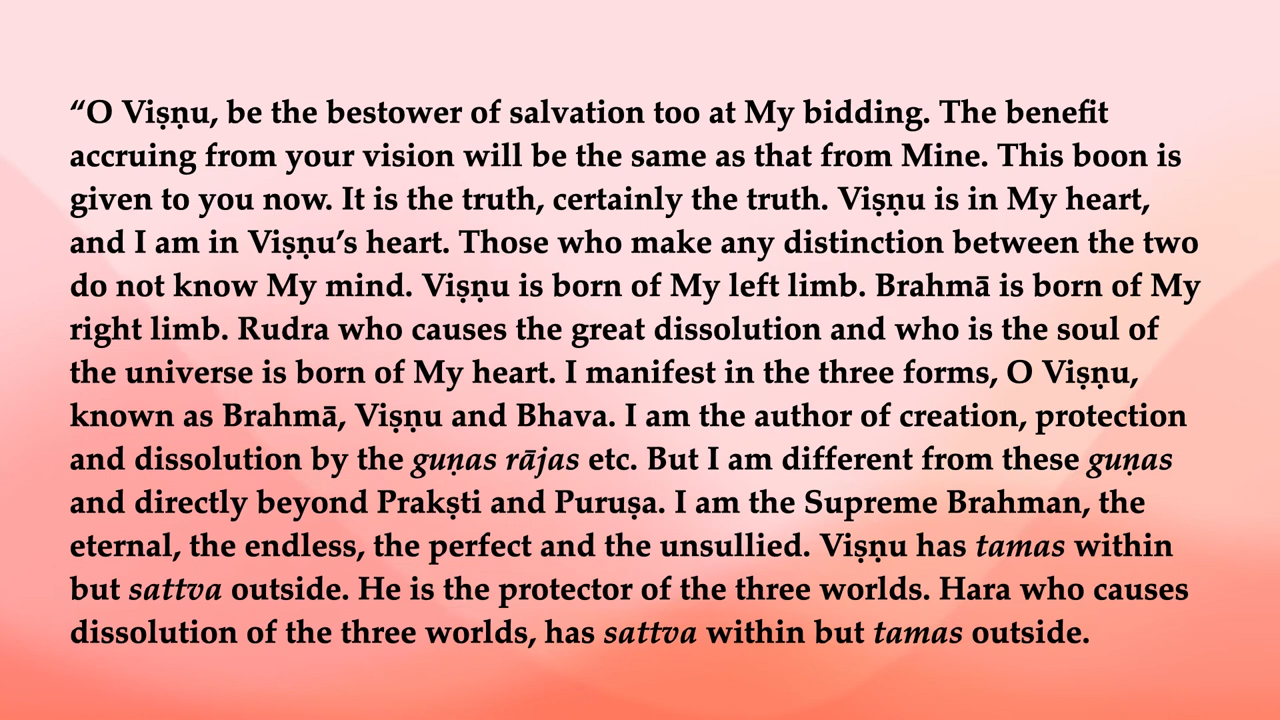 “O Viṣṇu, be the bestower of salvation too at My bidding. The benefit
accruing from your vision will be the same as that from Mine. This boon is
given to you now. It is the truth, certainly the truth. Viṣṇu is in My heart,
and I am in Viṣṇu’s heart. Those who make any distinction between the two
do not know My mind. Viṣṇu is born of My left limb. Brahmā is born of My
right limb. Rudra who causes the great dissolution and who is the soul of
the universe is born of My heart. I manifest in the three forms, O Viṣṇu,
known as Brahmā, Viṣṇu and Bhava. I am the author of creation, protection
and dissolution by the guṇas rājas etc. But I am different from these guṇas
and directly beyond Prakṣti and Puruṣa. I am the Supreme Brahman, the
eternal, the endless, the perfect and the unsullied. Viṣṇu has tamas within
but sattva outside. He is the protector of the three worlds. Hara who causes
dissolution of the three worlds, has sattva within but tamas outside.